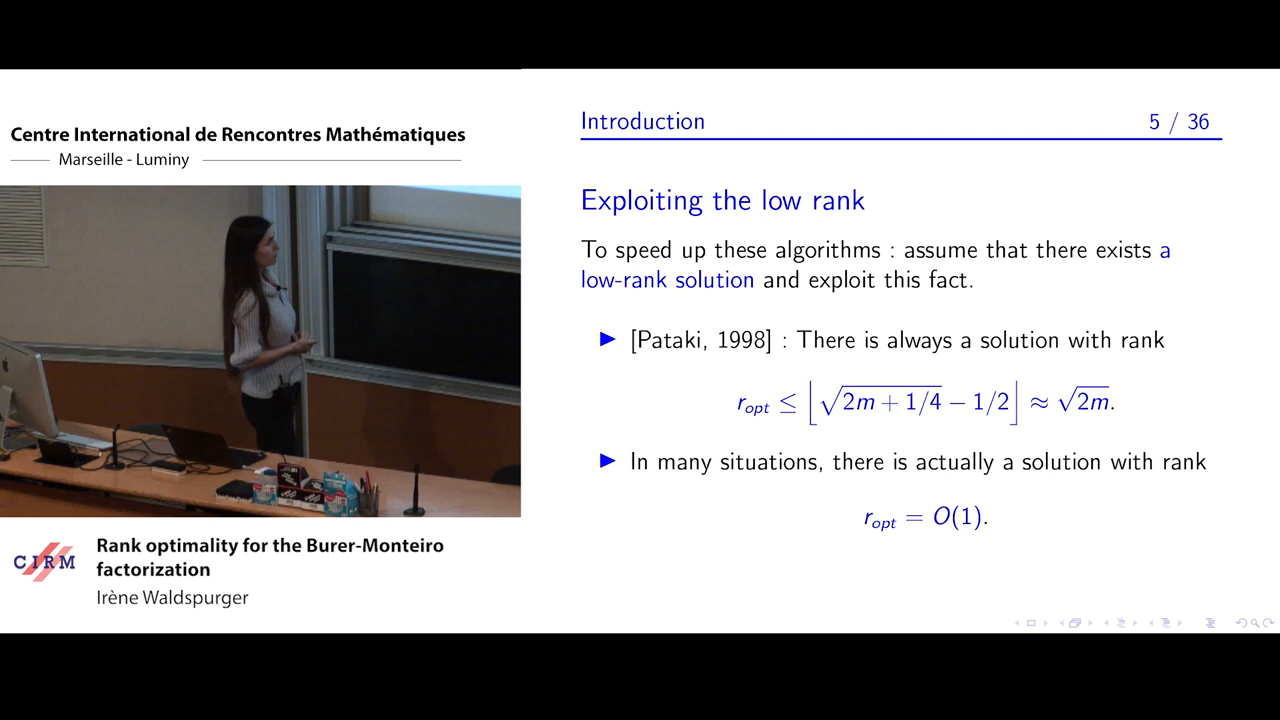 Centre International de Rencontres Mathématiques
Marseille - Luminy
Introduction 5 / 36
Exploiting the low rank
To speed up these algorithms : assume that there exists a
low-rank solution and exploit this fact.
▶ [Pataki, 1998] : There is always a solution with rank
r_opt ≤ ⌊√(2m + 1/4) − 1/2⌋ ≈ √(2m).
▶ In many situations, there is actually a solution with rank
r_opt = O(1).
CIRM
Rank optimality for the Burer-Monteiro
factorization
Irène Waldspurger